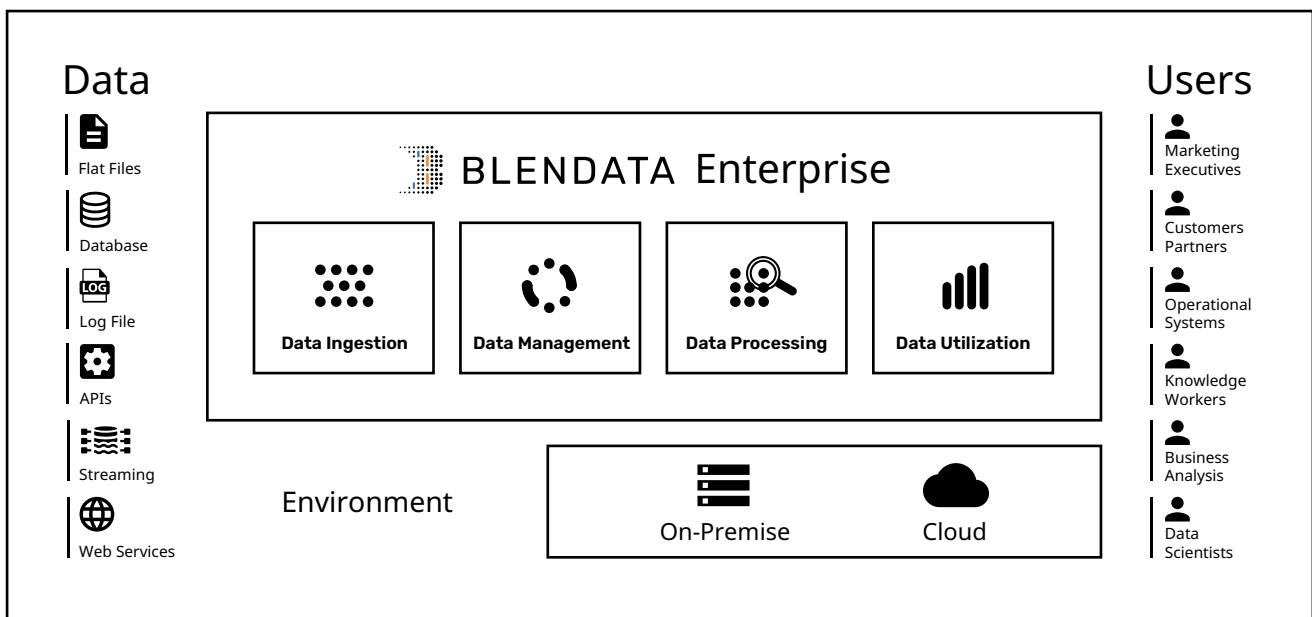 Data
Flat Files
Database
LOG
Log File
APIs
Streaming
Web Services
BLENDATA Enterprise
Data Ingestion
Data Management
Data Processing
Data Utilization
Environment
On-Premise
Cloud
Users
Marketing
Executives
Customers
Partners
Operational
Systems
Knowledge
Workers
Business
Analysis
Data
Scientists